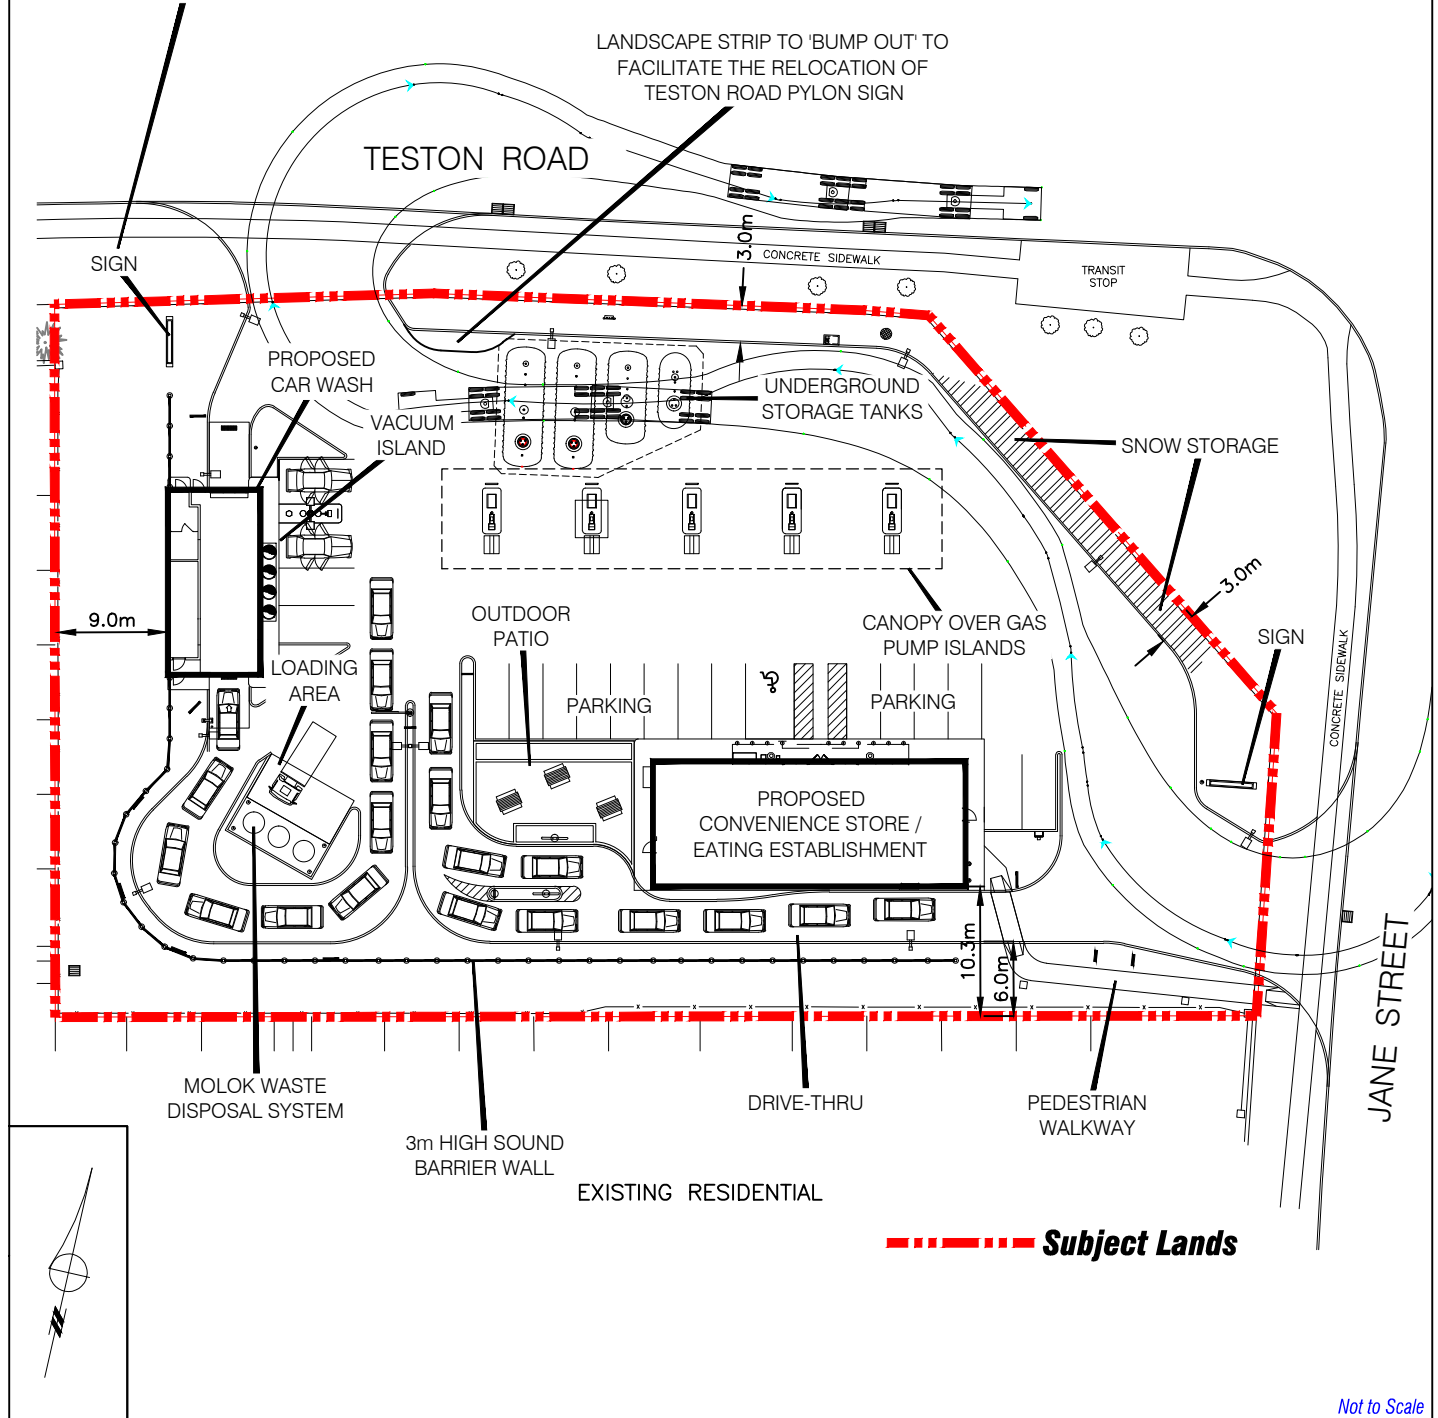 LANDSCAPE STRIP TO 'BUMP OUT' TO
FACILITATE THE RELOCATION OF
TESTON ROAD PYLON SIGN
TESTON ROAD
3.0m
CONCRETE SIDEWALK
TRANSIT
STOP
SIGN
PROPOSED
CAR WASH
VACUUM
ISLAND
UNDERGROUND
STORAGE TANKS
SNOW STORAGE
3.0m
9.0m
OUTDOOR
PATIO
CANOPY OVER GAS
PUMP ISLANDS
SIGN
CONCRETE SIDEWALK
LOADING
AREA
PARKING
PARKING
PROPOSED
CONVENIENCE STORE /
EATING ESTABLISHMENT
10.3m
6.0m
JANE STREET
MOLOK WASTE
DISPOSAL SYSTEM
3m HIGH SOUND
BARRIER WALL
DRIVE-THRU
PEDESTRIAN
WALKWAY
EXISTING RESIDENTIAL
Subject Lands
N
Not to Scale